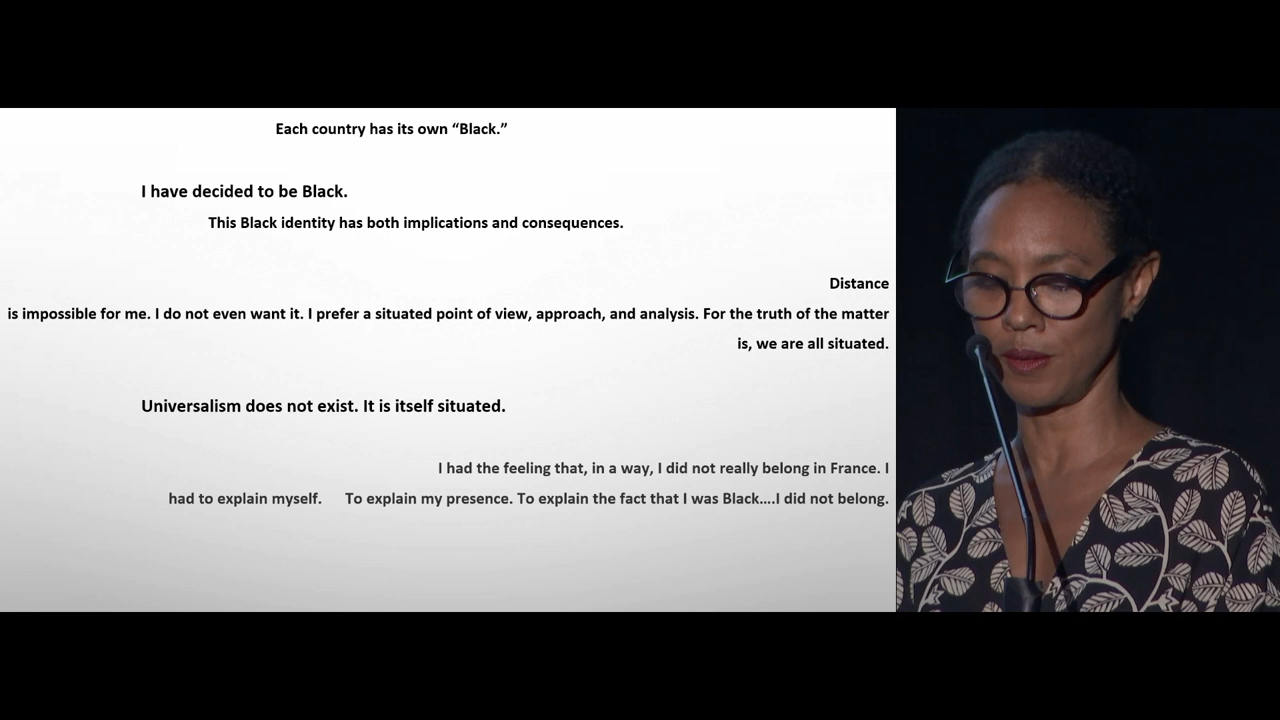 Each country has its own “Black.”
I have decided to be Black.
This Black identity has both implications and consequences.
Distance
is impossible for me. I do not even want it. I prefer a situated point of view, approach, and analysis. For the truth of the matter
is, we are all situated.
Universalism does not exist. It is itself situated.
I had the feeling that, in a way, I did not really belong in France. I
had to explain myself. To explain my presence. To explain the fact that I was Black....I did not belong.